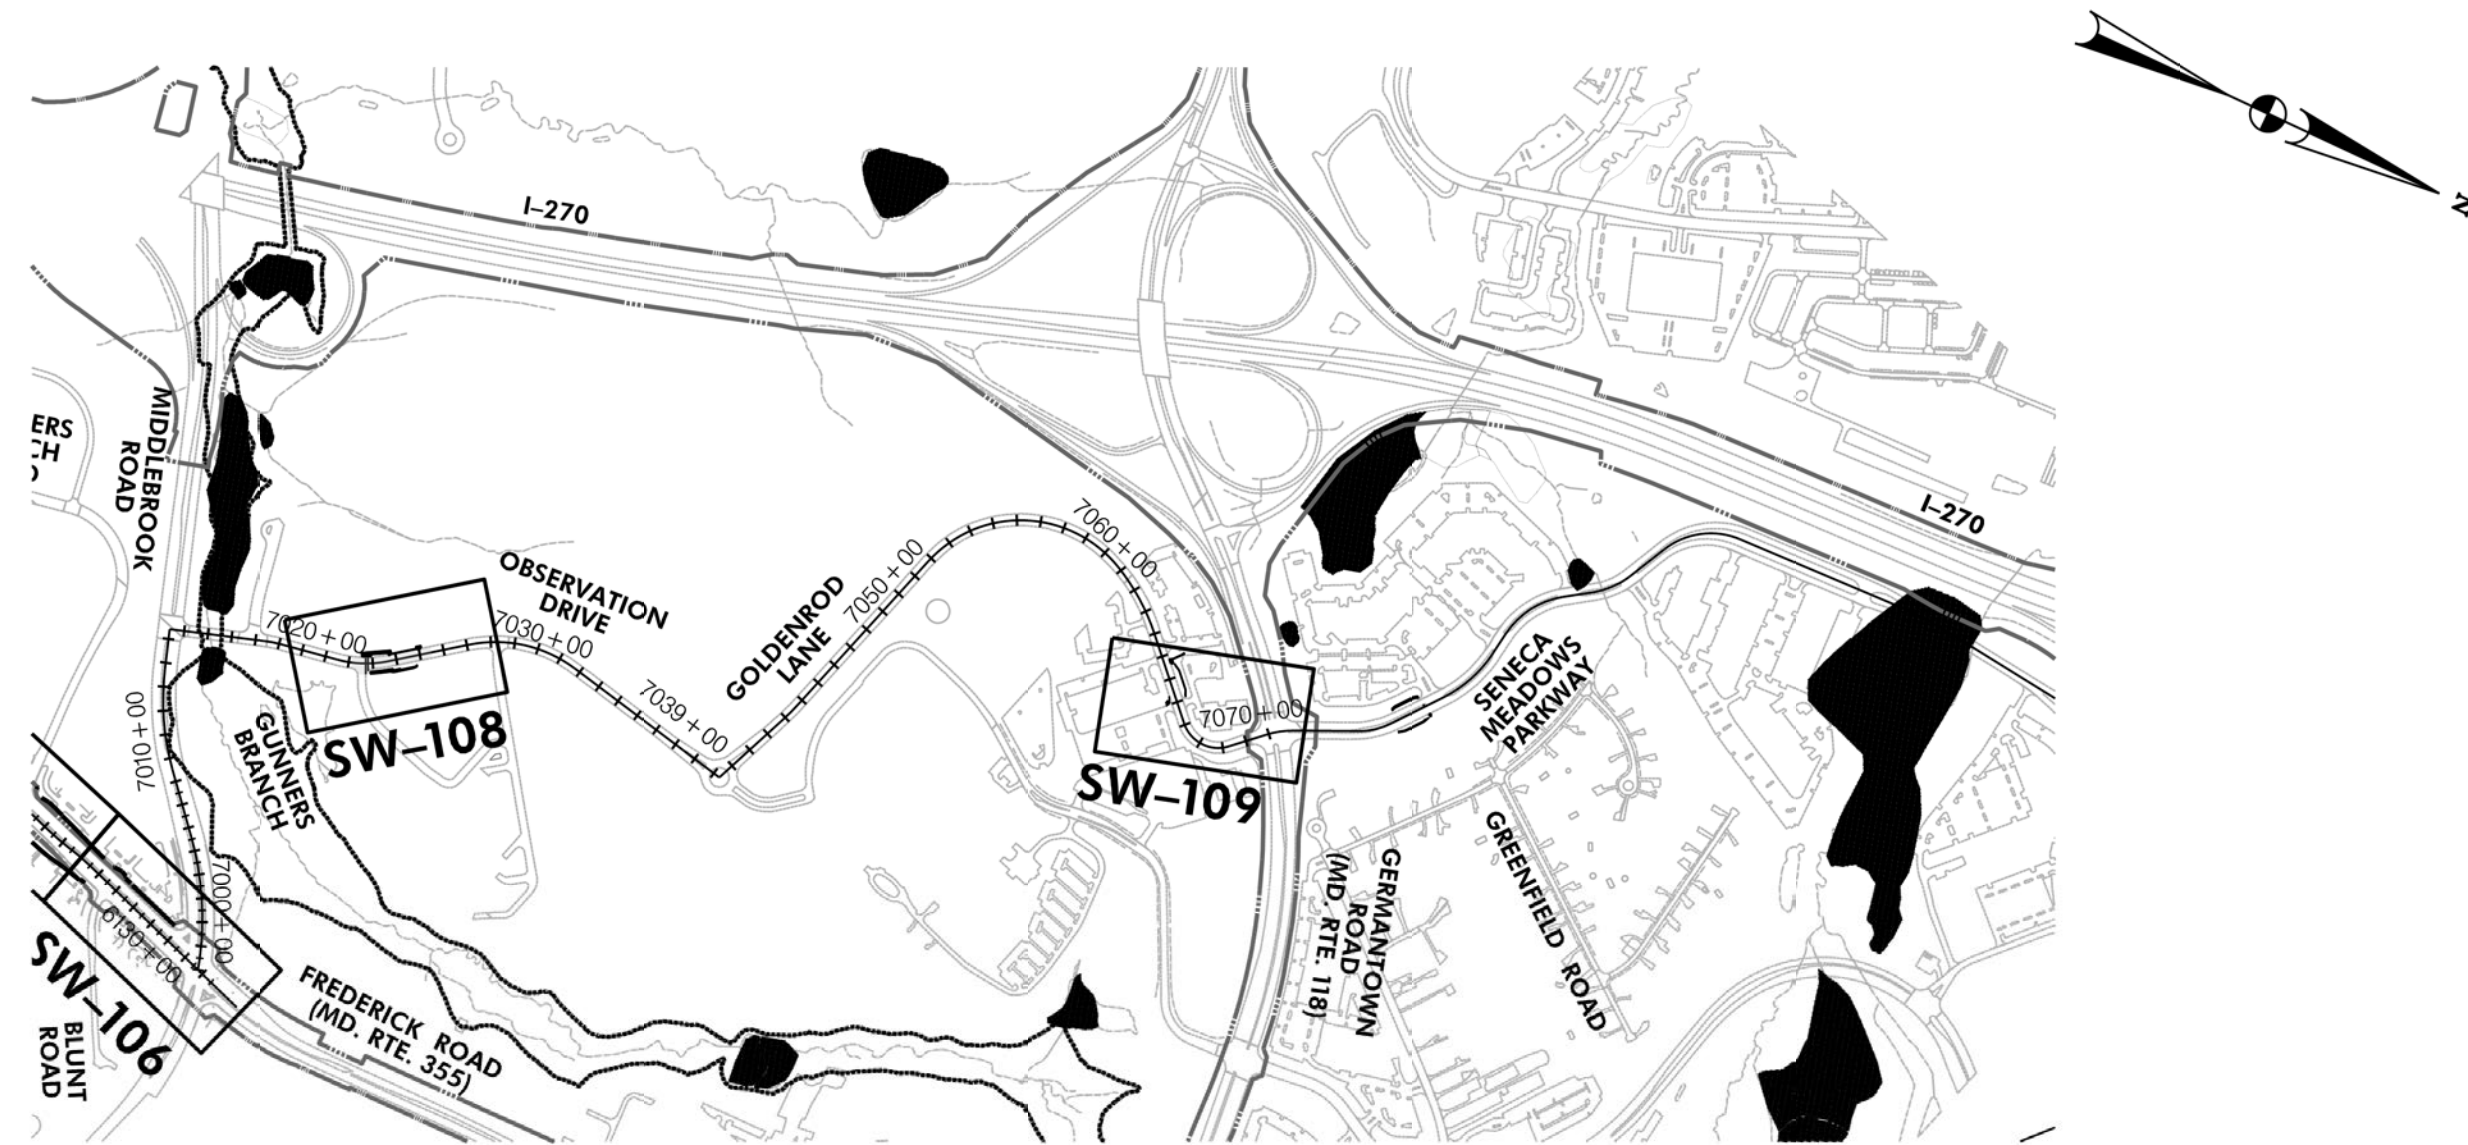 N
I-270
I-270
ERS
CH
MIDDLEBROOK
ROAD
OBSERVATION
DRIVE
GOLDENROD
LANE
7060+00
7050+00
7020+00
7030+00
7039+00
7070+00
7010+00
7000+00
6130+00
SW-108
SW-109
SW-106
GUNNERS
BRANCH
SENECA
MEADOWS
PARKWAY
GREENFIELD ROAD
GERMANTOWN
ROAD
(MD. RTE. 118)
FREDERICK ROAD
(MD. RTE. 355)
BLUNT
ROAD